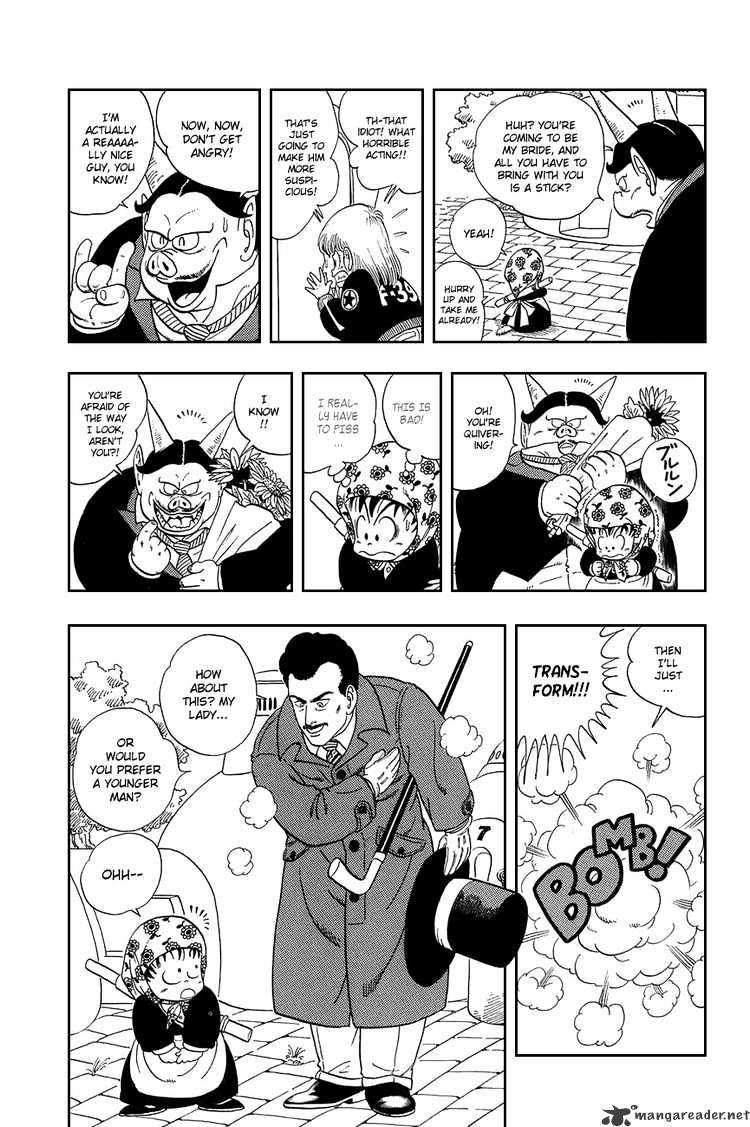 HUH? YOU'RE
COMING TO BE
MY BRIDE, AND
ALL YOU HAVE TO
BRING WITH YOU
IS A STICK?
YEAH!
HURRY
UP AND
TAKE ME
ALREADY!
TH-THAT
IDIOT! WHAT
HORRIBLE
ACTING!!
THAT'S
JUST
GOING TO
MAKE HIM
MORE
SUSPI-
CIOUS!
F-39
NOW, NOW,
DON'T GET
ANGRY!
I'M
ACTUALLY
A REAAAA-
LLY NICE
GUY, YOU
KNOW!
OH!
YOU'RE
QUIVER-
ING!
ブルルン
THIS IS
BAD!
I REAL-
LY HAVE
TO PISS
...
I
KNOW
!!
YOU'RE
AFRAID OF
THE WAY
I LOOK,
AREN'T
YOU?!
THEN
I'LL
JUST
...
TRANS-
FORM!!!
BOMB!
HOW
ABOUT
THIS? MY
LADY...
OR
WOULD
YOU PREFER
A YOUNGER
MAN?
OHH--
7
mangareader.net